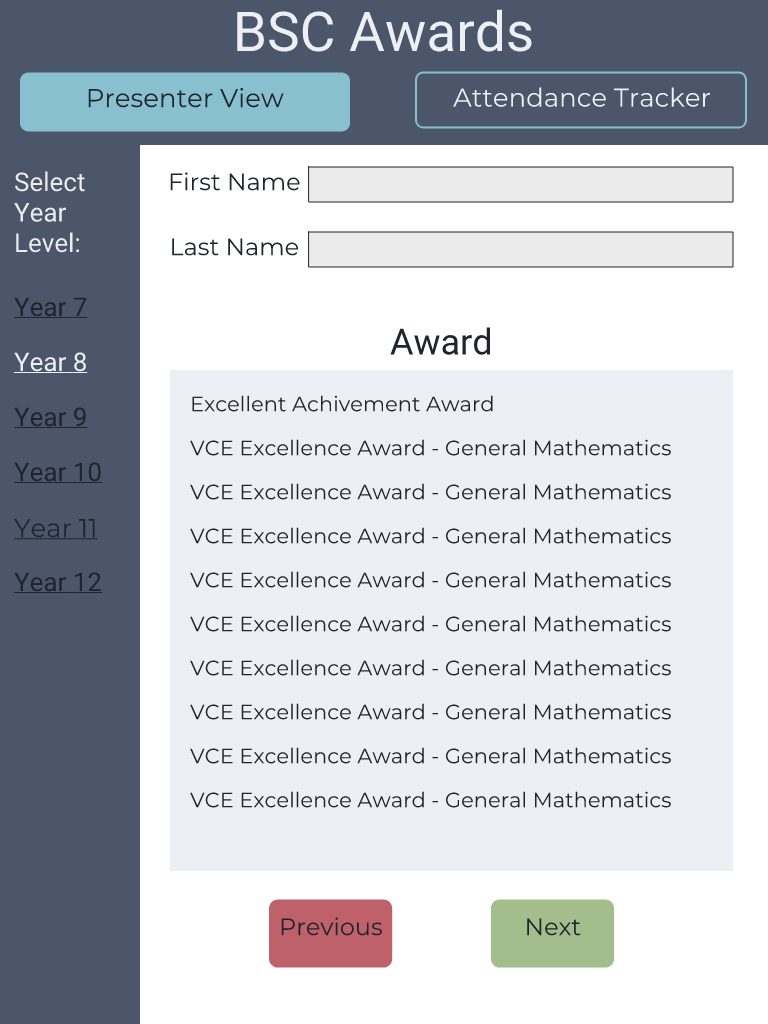 BSC Awards
Presenter View
Attendance Tracker
Select
Year
Level:
Year 7
Year 8
Year 9
Year 10
Year 11
Year 12
First Name
Last Name
Award
Excellent Achivement Award
VCE Excellence Award - General Mathematics
VCE Excellence Award - General Mathematics
VCE Excellence Award - General Mathematics
VCE Excellence Award - General Mathematics
VCE Excellence Award - General Mathematics
VCE Excellence Award - General Mathematics
VCE Excellence Award - General Mathematics
VCE Excellence Award - General Mathematics
VCE Excellence Award - General Mathematics
Previous
Next